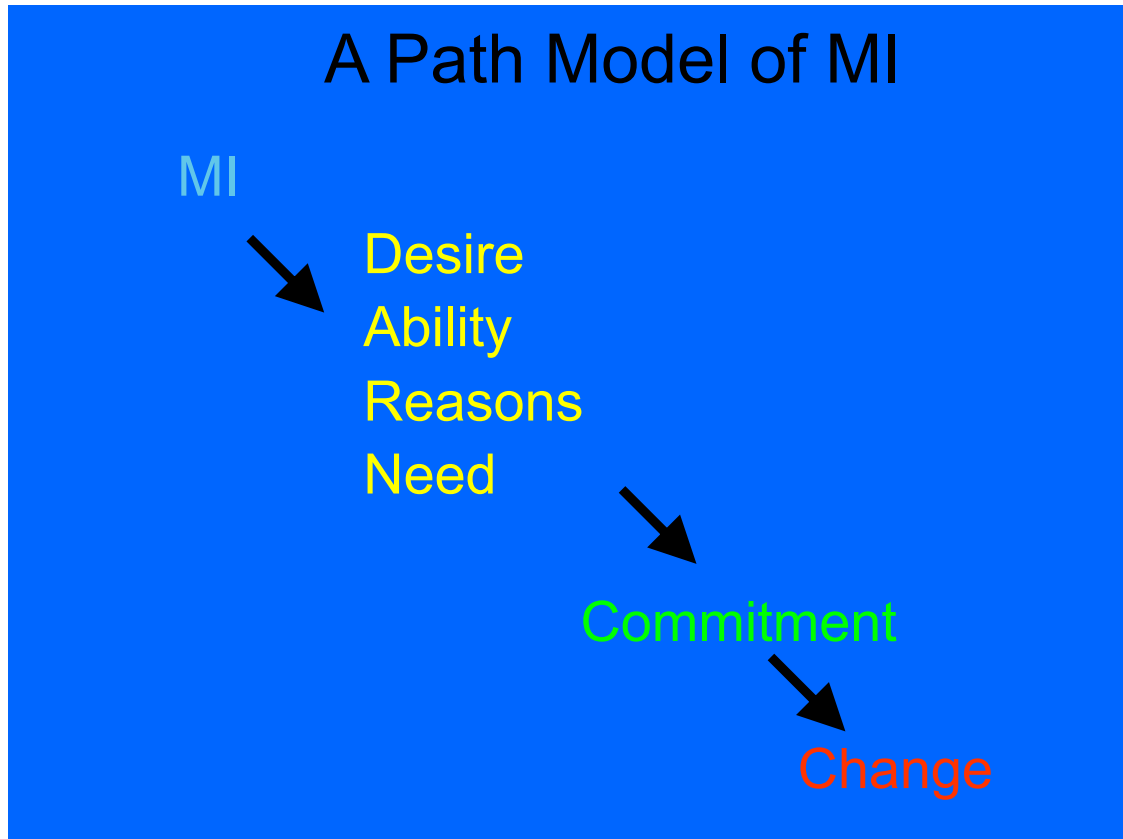 A Path Model of MI
MI
Desire
Ability
Reasons
Need
Commitment
Change